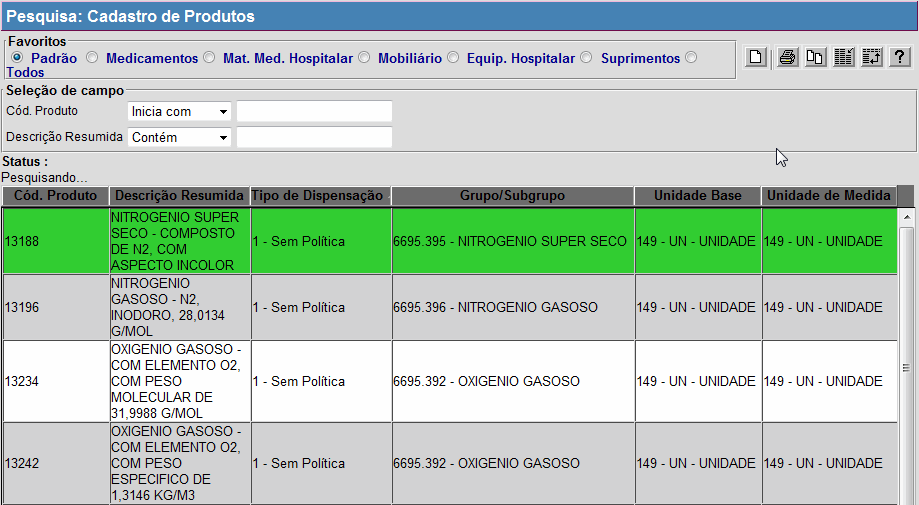 Pesquisa: Cadastro de Produtos
Favoritos
Padrão Medicamentos Mat. Med. Hospitalar Mobiliário Equip. Hospitalar Suprimentos
Todos
Seleção de campo
Cód. Produto Inicia com
Descrição Resumida Contém
Status :
Pesquisando...
Cód. Produto Descrição Resumida Tipo de Dispensação Grupo/Subgrupo Unidade Base Unidade de Medida
NITROGENIO SUPER
SECO - COMPOSTO
13188 DE N2, COM 1 - Sem Política 6695.395 - NITROGENIO SUPER SECO 149 - UN - UNIDADE 149 - UN - UNIDADE
ASPECTO INCOLOR
NITROGENIO
GASOSO - N2,
13196 INODORO, 28,0134 1 - Sem Política 6695.396 - NITROGENIO GASOSO 149 - UN - UNIDADE 149 - UN - UNIDADE
G/MOL
OXIGENIO GASOSO -
COM ELEMENTO O2,
13234 COM PESO 1 - Sem Política 6695.392 - OXIGENIO GASOSO 149 - UN - UNIDADE 149 - UN - UNIDADE
MOLECULAR DE
31,9988 G/MOL
OXIGENIO GASOSO -
COM ELEMENTO O2,
13242 COM PESO 1 - Sem Política 6695.392 - OXIGENIO GASOSO 149 - UN - UNIDADE 149 - UN - UNIDADE
ESPECIFICO DE
1,3146 KG/M3